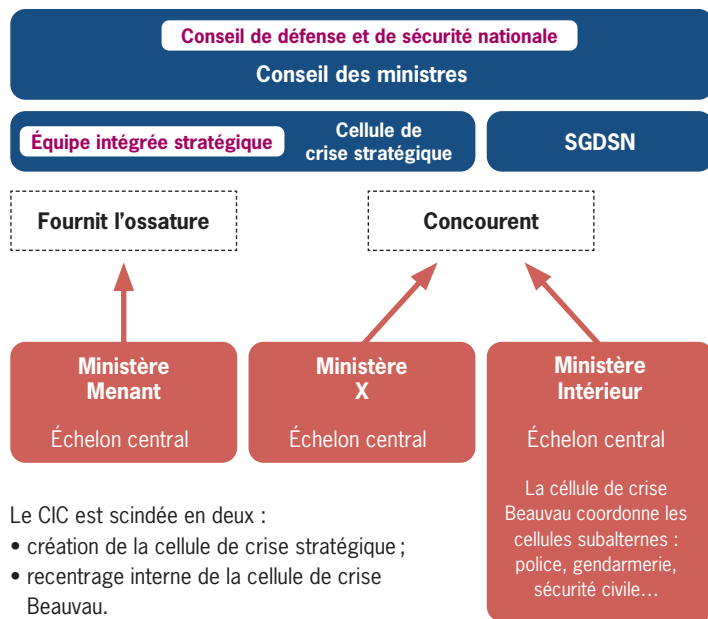 Conseil de défense et de sécurité nationale
Conseil des ministres
Équipe intégrée stratégique
Cellule de
crise stratégique
SGDSN
Fournit l'ossature
Concourent
Ministère
Menant
Échelon central
Ministère
X
Échelon central
Ministère
Intérieur
Échelon central
La céllule de crise
Beauvau coordonne les
cellules subalternes :
police, gendarmerie,
sécurité civile…
Le CIC est scindée en deux :
• création de la cellule de crise stratégique ;
• recentrage interne de la cellule de crise
Beauvau.